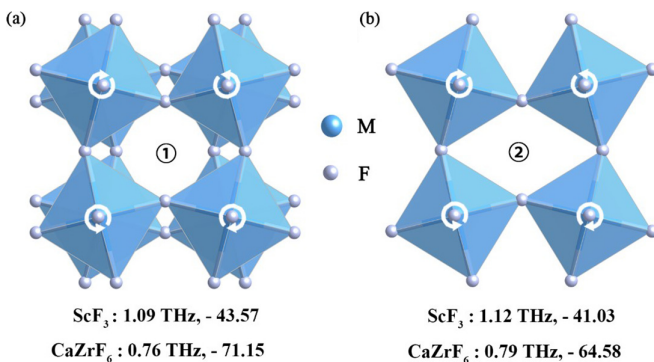 (a)
(b)
①
②
M
F
ScF₃ : 1.09 THz, - 43.57
CaZrF₆ : 0.76 THz, - 71.15
ScF₃ : 1.12 THz, - 41.03
CaZrF₆ : 0.79 THz, - 64.58